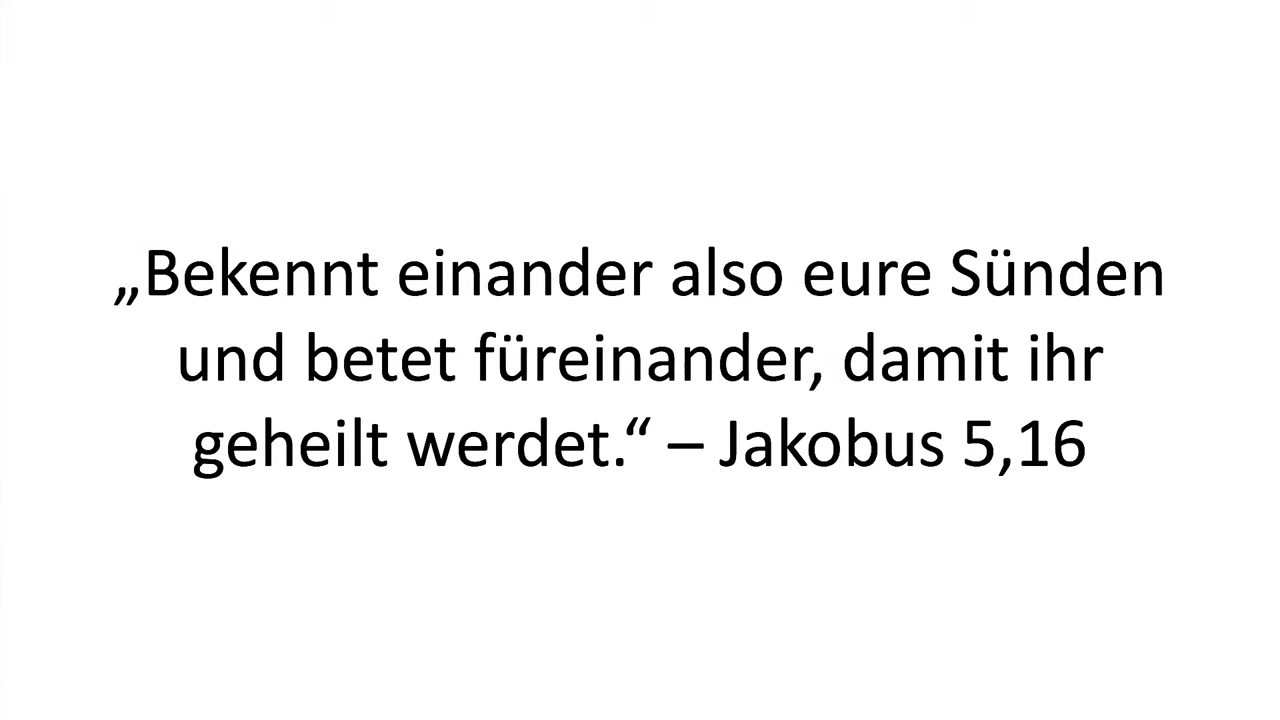 „Bekennt einander also eure Sünden
und betet füreinander, damit ihr
geheilt werdet.“ – Jakobus 5,16